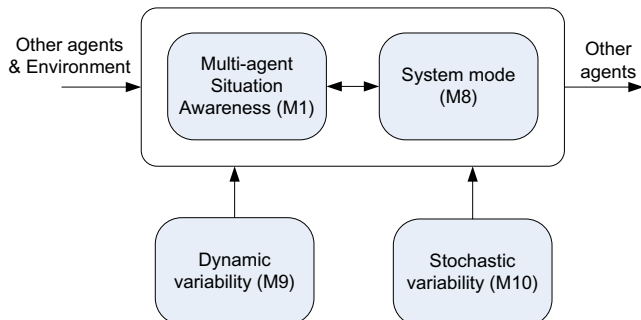 Other agents
& Environment
Multi-agent
Situation
Awareness (M1)
System mode
(M8)
Other
agents
Dynamic
variability (M9)
Stochastic
variability (M10)